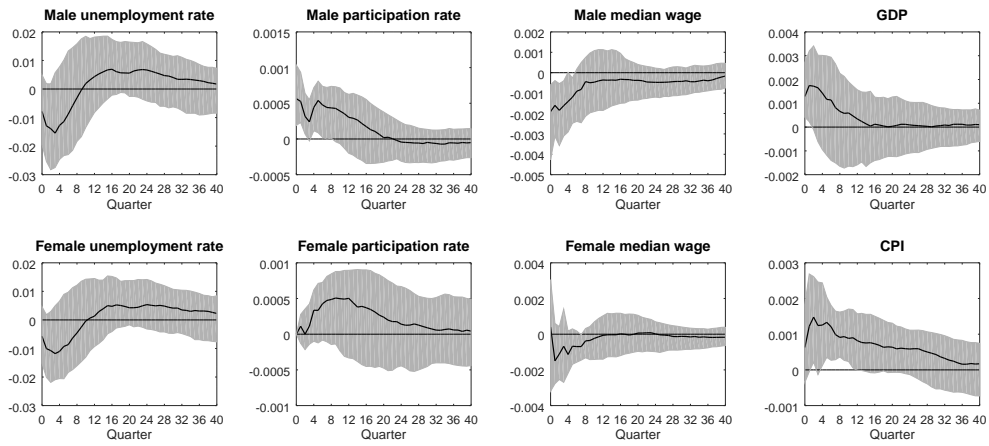 Male unemployment rate Male participation rate Male median wage GDP
0.02 0.0015 0.002 0.004
0.01 0.001 0.001 0.003
0 0.0005 0 0.002
-0.01 0 -0.001 0.001
-0.02 -0.0005 -0.002 0
-0.03 -0.003 -0.001
-0.004 -0.002
-0.005
0 4 8 12 16 20 24 28 32 36 40 0 4 8 12 16 20 24 28 32 36 40 0 4 8 12 16 20 24 28 32 36 40 0 4 8 12 16 20 24 28 32 36 40
Quarter Quarter Quarter Quarter
Female unemployment rate Female participation rate Female median wage CPI
0.02 0.001 0.004 0.003
0.01 0.0005 0.002 0.002
0 0 0 0.001
-0.01 -0.0005 -0.002 0
-0.02 -0.001 -0.004 -0.001
-0.03
0 4 8 12 16 20 24 28 32 36 40 0 4 8 12 16 20 24 28 32 36 40 0 4 8 12 16 20 24 28 32 36 40 0 4 8 12 16 20 24 28 32 36 40
Quarter Quarter Quarter Quarter